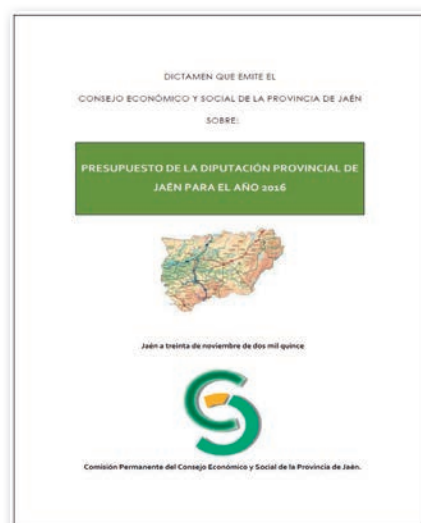 DICTAMEN QUE EMITE EL
CONSEJO ECONÓMICO Y SOCIAL DE LA PROVINCIA DE JAÉN
SOBRE:
PRESUPUESTO DE LA DIPUTACIÓN PROVINCIAL DE
JAÉN PARA EL AÑO 2016
Jaén a treinta de noviembre de dos mil quince
Comisión Permanente del Consejo Económico y Social de la Provincia de Jaén.